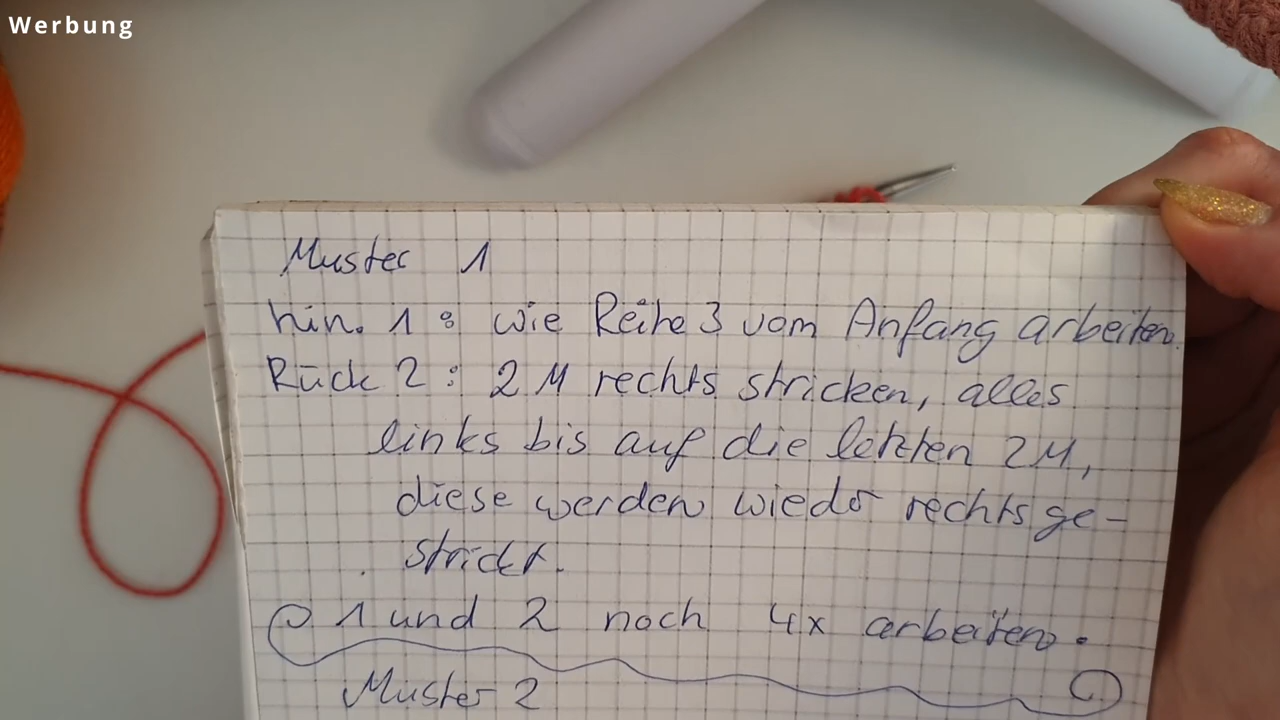 Werbung
Muster 1
hin. 1: wie Reihe 3 vom Anfang arbeiten.
Rück 2: 2 M rechts stricken, alles
links bis auf die letzten 2M,
diese werden wieder rechts ge-
strickt.
1 und 2 noch 4x arbeiten.
Muster 2